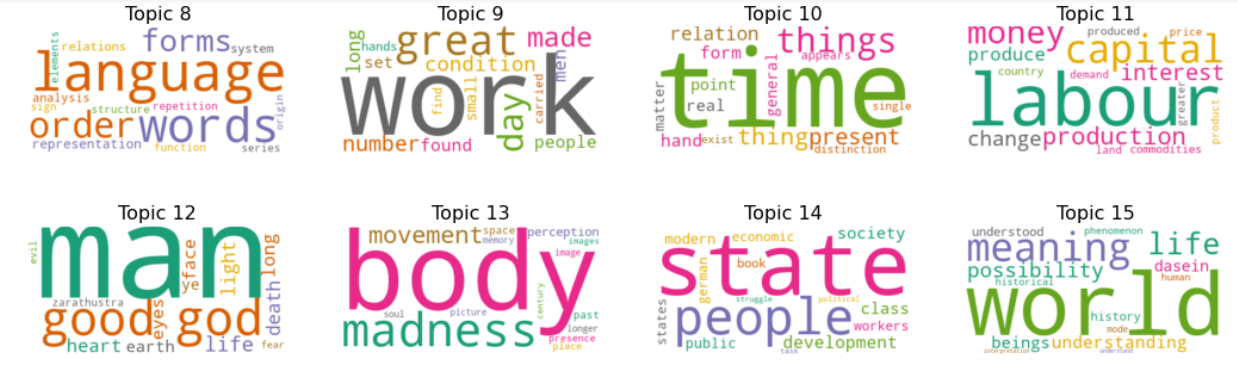 Topic 8
language
words
order
forms
relations
system
elements
analysis
sign
structure
repetition
origin
representation
function
series
Topic 9
work
great
made
long
hands
set
condition
men
day
small
find
carried
number
found
people
Topic 10
time
things
relation
form
appears
general
point
real
matter
single
hand
exist
thing
present
distinction
Topic 11
labour
capital
money
produced
price
produce
country
demand
interest
greater
product
change
production
land
commodities
Topic 12
man
good
god
evil
zarathustra
eyes
face
ye
light
long
death
heart
earth
life
fear
Topic 13
body
madness
movement
space
memory
perception
images
image
soul
picture
century
past
longer
presence
place
Topic 14
state
people
modern
economic
society
german
book
struggle
political
class
states
workers
public
development
task
Topic 15
world
meaning
life
understood
phenomenon
possibility
dasein
human
historical
history
mode
beings
understanding
interpretation
understand